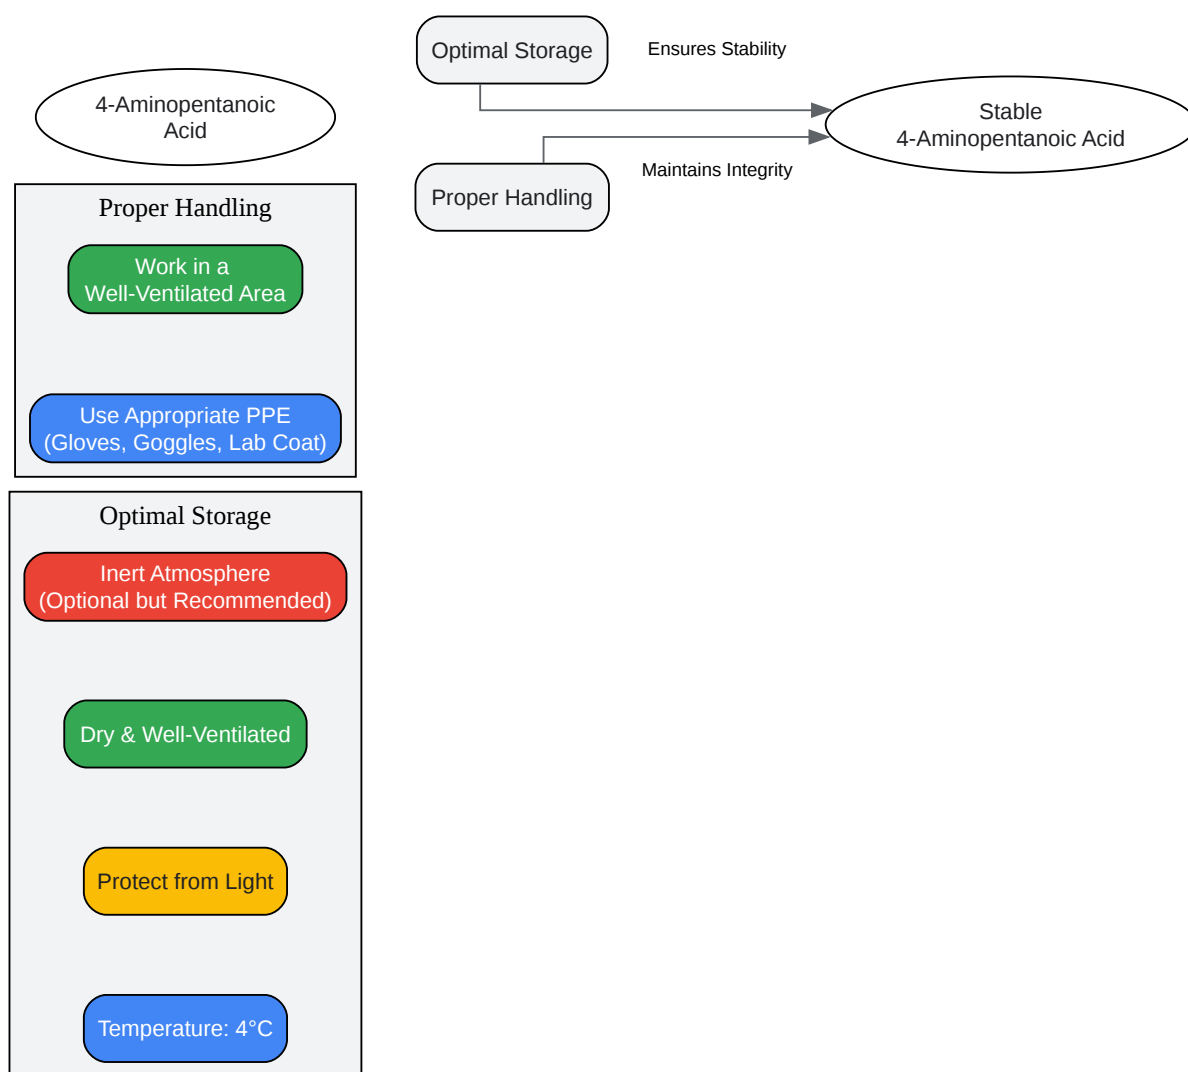 4-Aminopentanoic
Acid
Proper Handling
Work in a
Well-Ventilated Area
Use Appropriate PPE
(Gloves, Goggles, Lab Coat)
Optimal Storage
Inert Atmosphere
(Optional but Recommended)
Dry & Well-Ventilated
Protect from Light
Temperature: 4°C
Optimal Storage
Ensures Stability
Proper Handling
Maintains Integrity
Stable
4-Aminopentanoic Acid